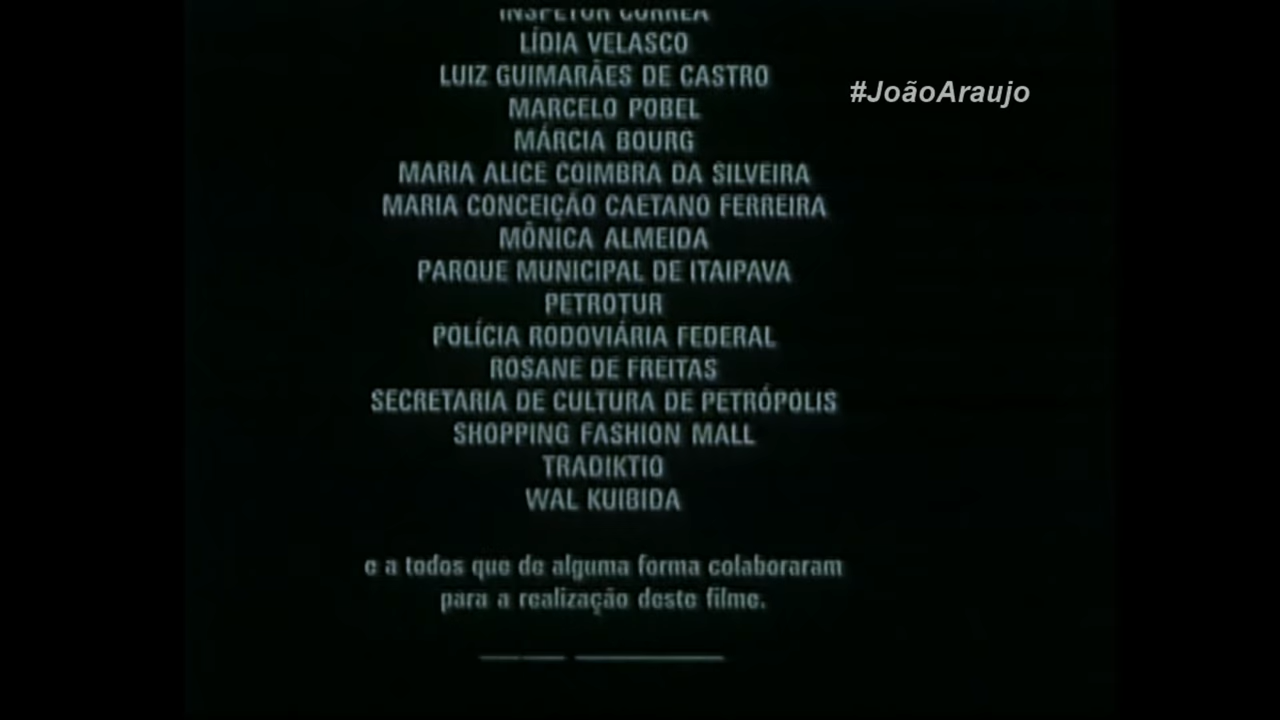 INSPETOR CORREA
LÍDIA VELASCO
LUIZ GUIMARÃES DE CASTRO
#JoãoAraujo
MARCELO POBEL
MÁRCIA BOURG
MARIA ALICE COIMBRA DA SILVEIRA
MARIA CONCEIÇÃO CAETANO FERREIRA
MÔNICA ALMEIDA
PARQUE MUNICIPAL DE ITAIPAVA
PETROTUR
POLÍCIA RODOVIÁRIA FEDERAL
ROSANE DE FREITAS
SECRETARIA DE CULTURA DE PETRÓPOLIS
SHOPPING FASHION MALL
TRADIKTIO
WAL KUIBIDA
e a todos que de alguma forma colaboraram
para a realização deste filme.